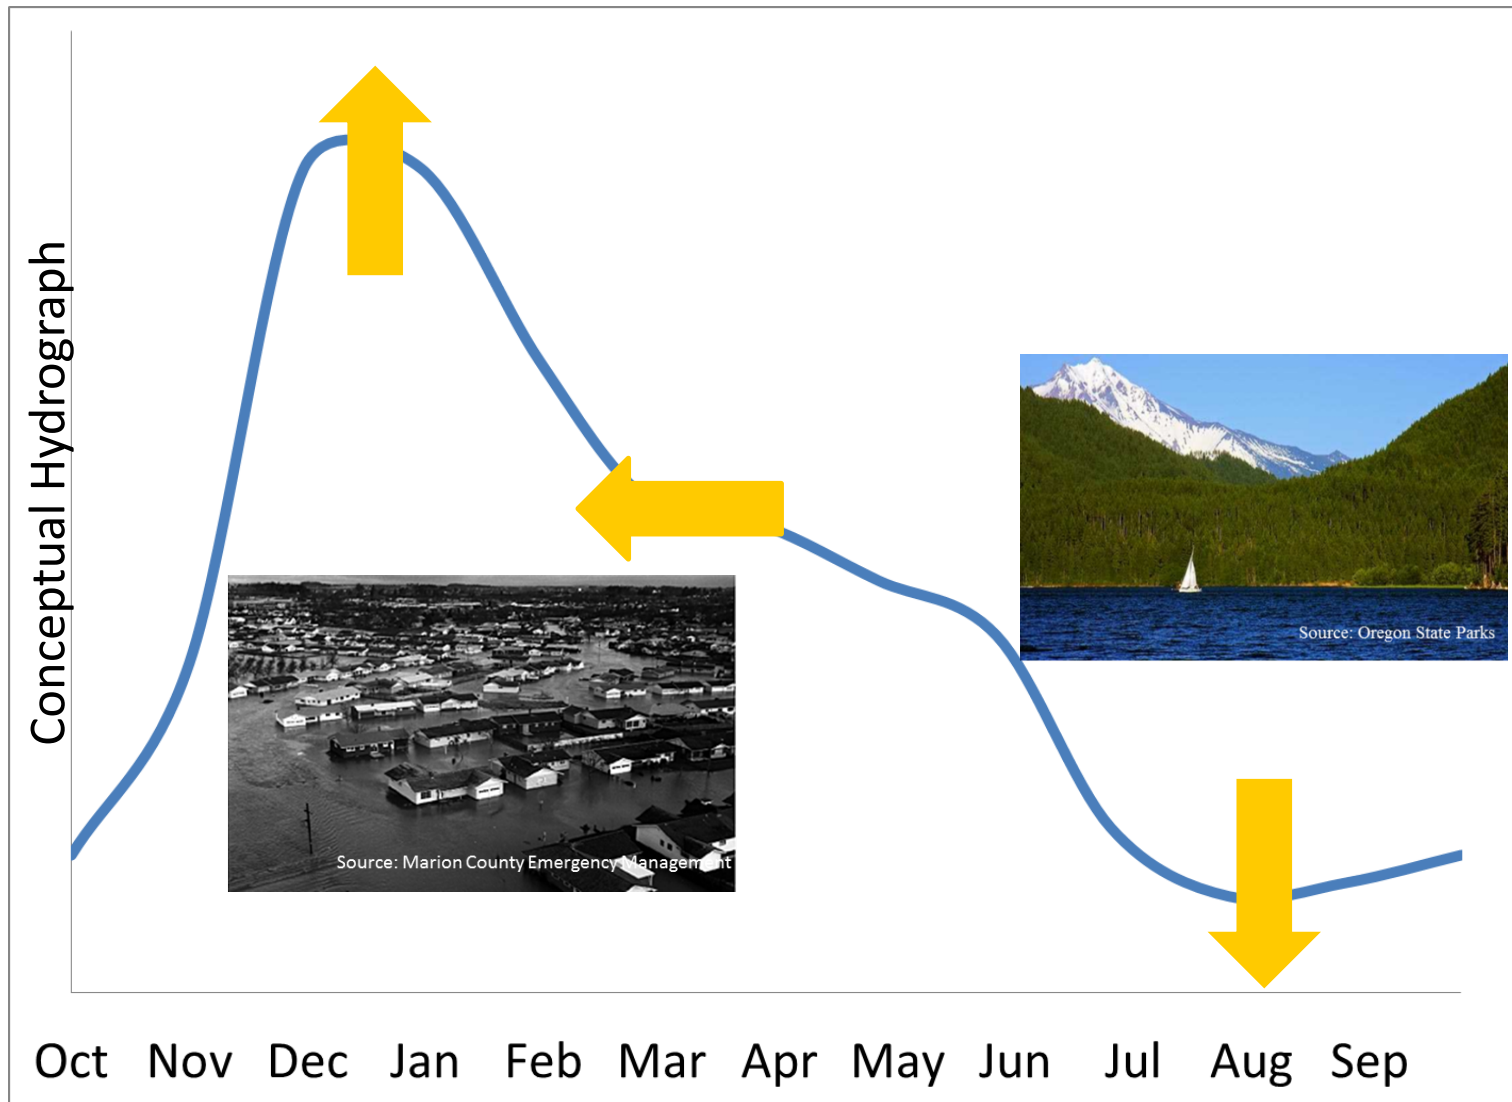 Conceptual Hydrograph
Source: Oregon State Parks
Source: Marion County Emergency Management
Oct Nov Dec Jan Feb Mar Apr May Jun Jul Aug Sep